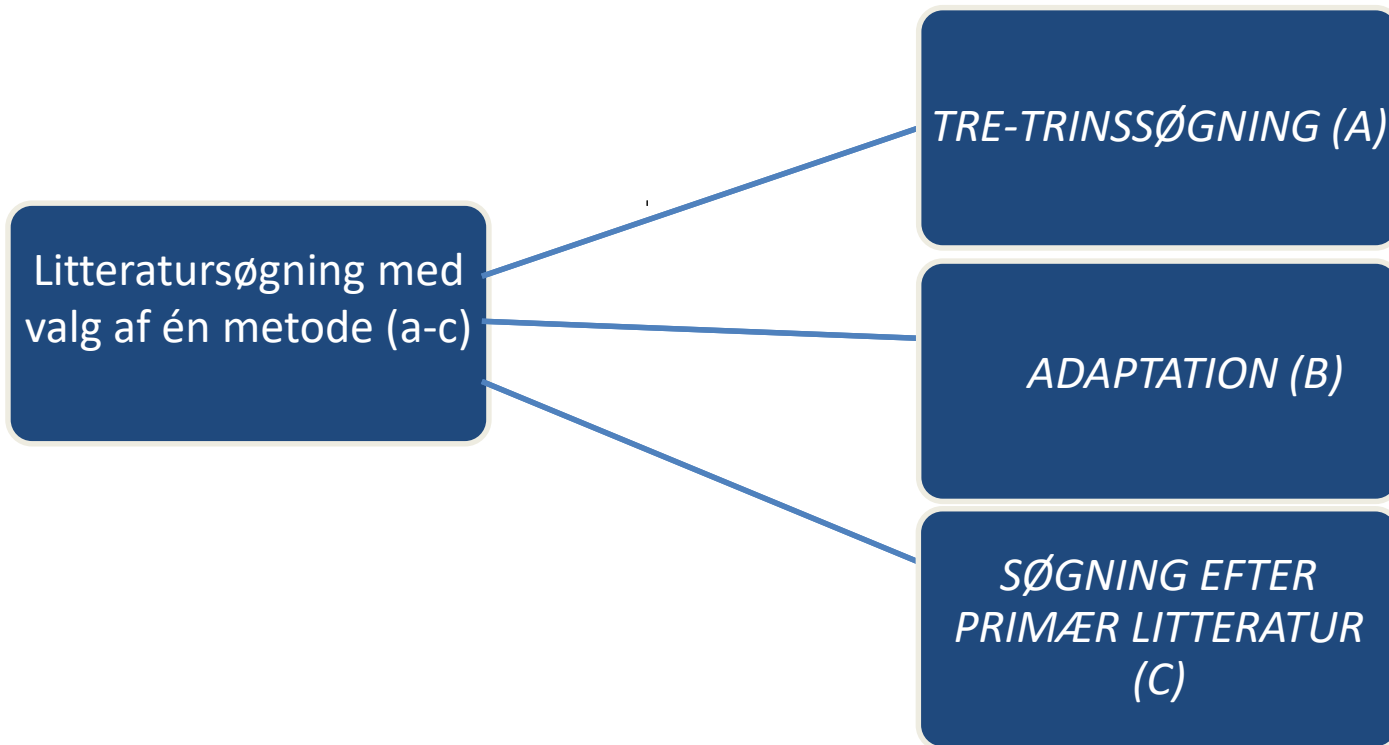 Litteratursøgning med
valg af én metode (a-c)
TRE-TRINSSØGNING (A)
ADAPTATION (B)
SØGNING EFTER
PRIMÆR LITTERATUR
(C)